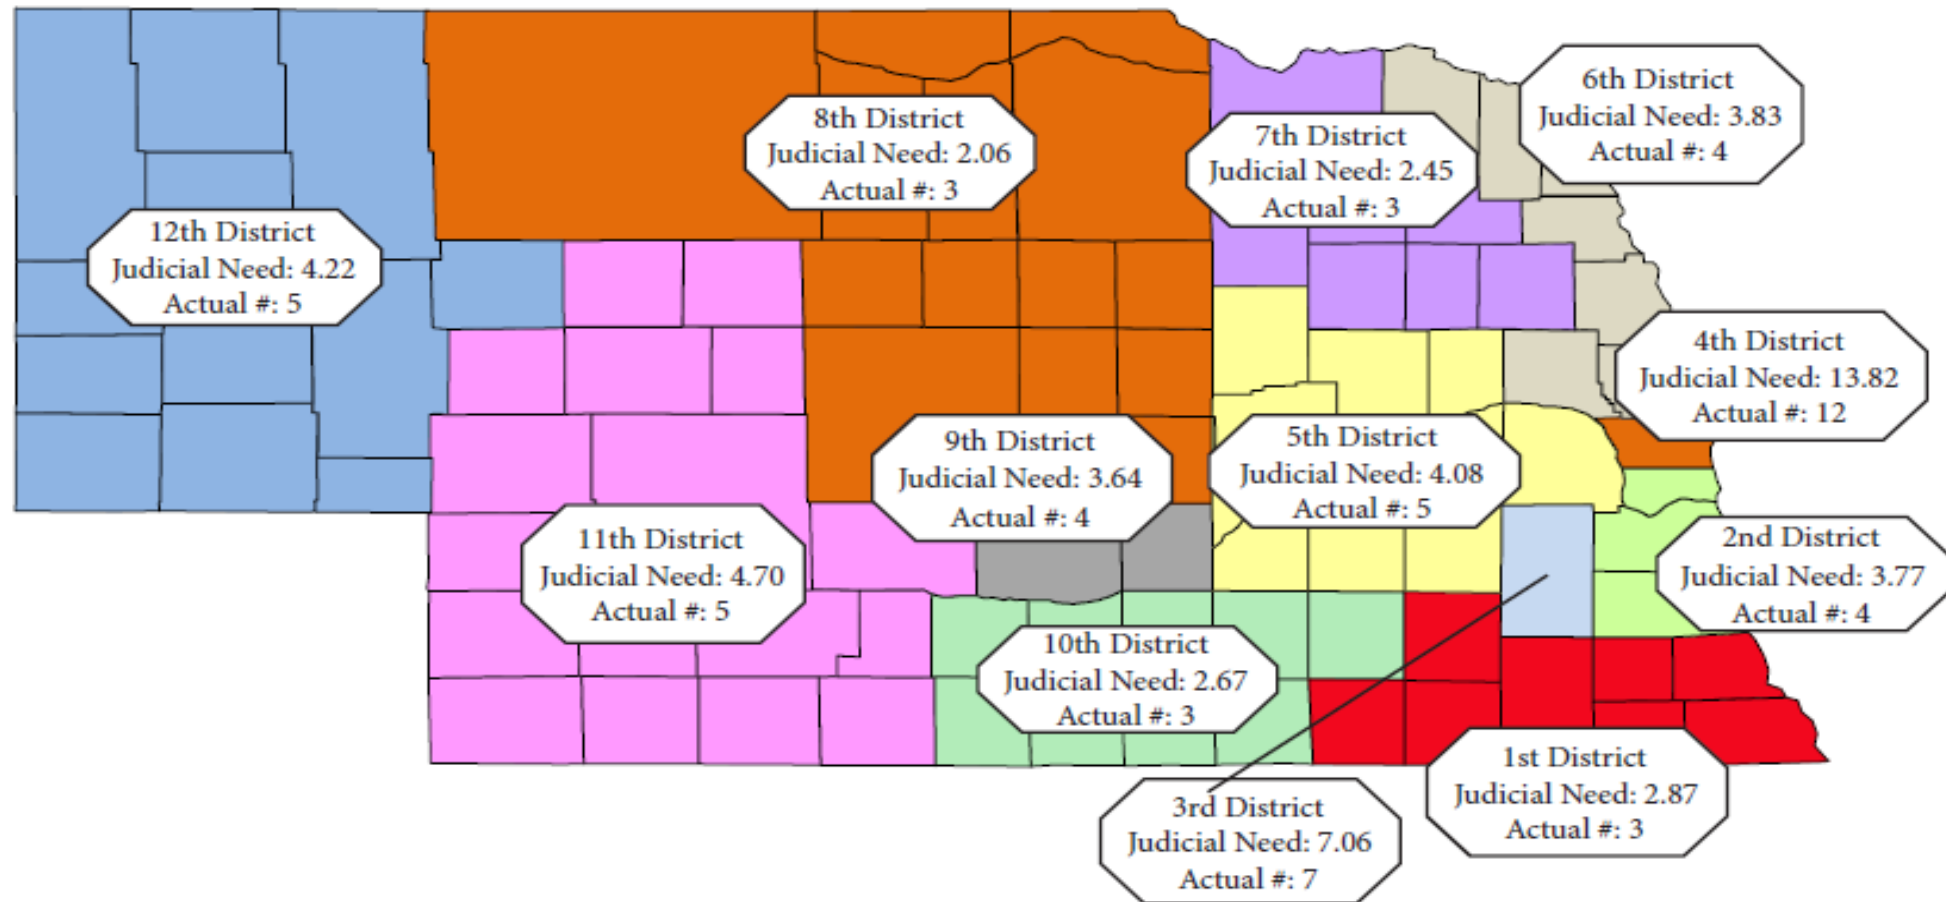 6th District
Judicial Need: 3.83
Actual #: 4
8th District
Judicial Need: 2.06
Actual #: 3
7th District
Judicial Need: 2.45
Actual #: 3
12th District
Judicial Need: 4.22
Actual #: 5
4th District
Judicial Need: 13.82
Actual #: 12
9th District
Judicial Need: 3.64
Actual #: 4
5th District
Judicial Need: 4.08
Actual #: 5
11th District
Judicial Need: 4.70
Actual #: 5
2nd District
Judicial Need: 3.77
Actual #: 4
10th District
Judicial Need: 2.67
Actual #: 3
1st District
Judicial Need: 2.87
Actual #: 3
3rd District
Judicial Need: 7.06
Actual #: 7